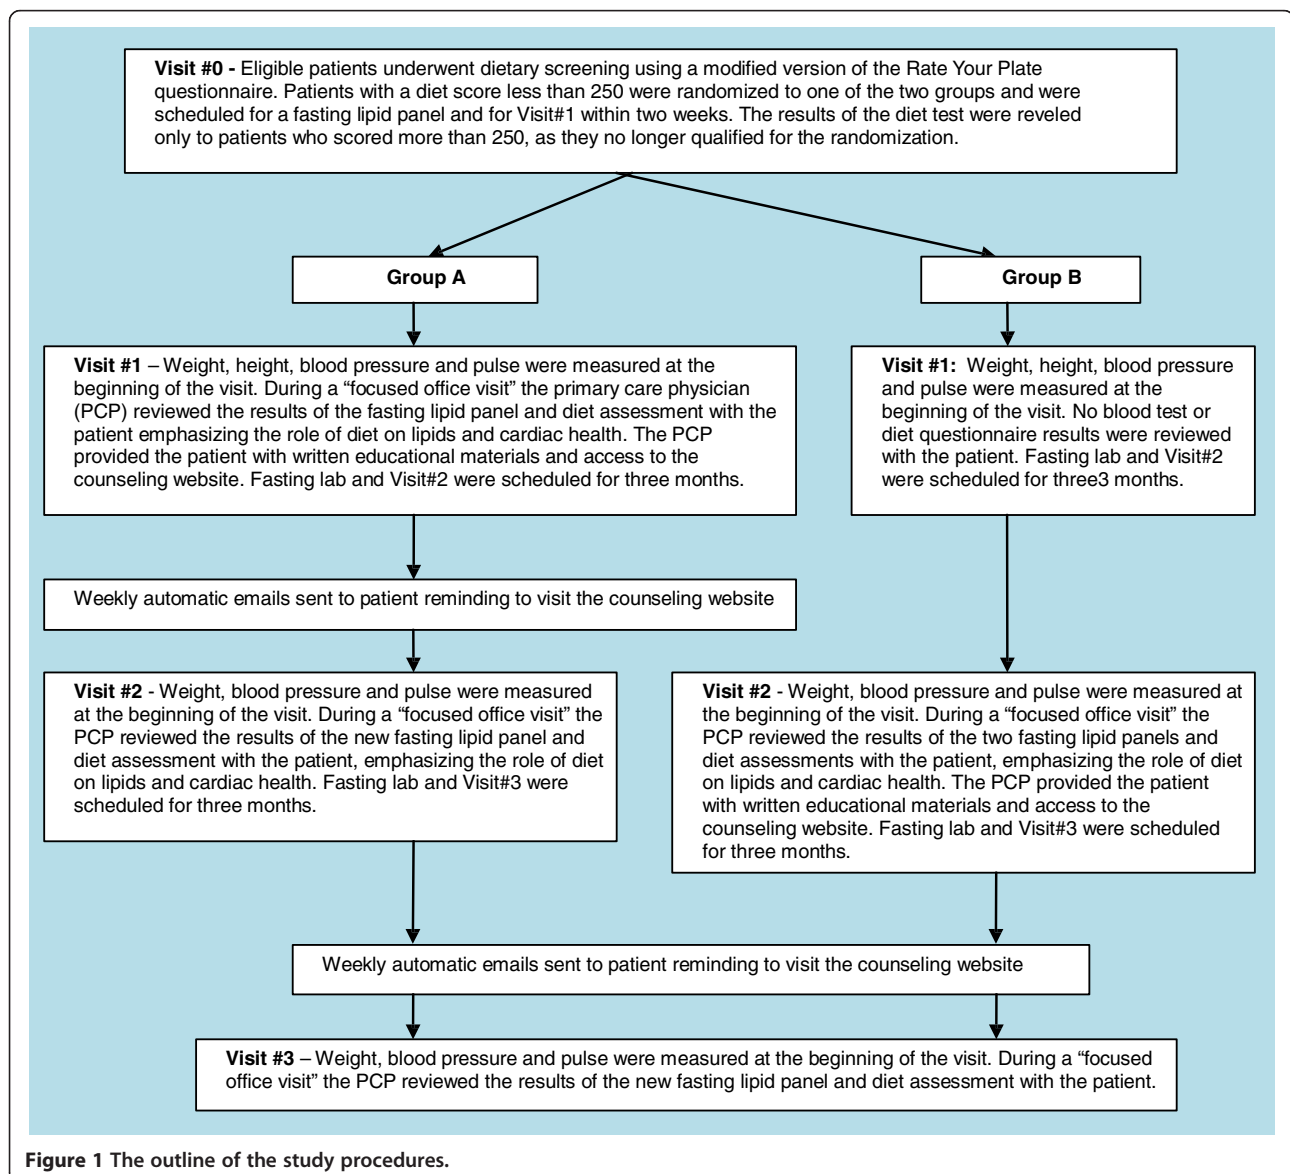 Visit #0 - Eligible patients underwent dietary screening using a modified version of the Rate Your Plate
questionnaire. Patients with a diet score less than 250 were randomized to one of the two groups and were
scheduled for a fasting lipid panel and for Visit#1 within two weeks. The results of the diet test were reveled
only to patients who scored more than 250, as they no longer qualified for the randomization.
Group A
Group B
Visit #1 – Weight, height, blood pressure and pulse were measured at the
beginning of the visit. During a “focused office visit” the primary care physician
(PCP) reviewed the results of the fasting lipid panel and diet assessment with the
patient emphasizing the role of diet on lipids and cardiac health. The PCP
provided the patient with written educational materials and access to the
counseling website. Fasting lab and Visit#2 were scheduled for three months.
Visit #1: Weight, height, blood pressure
and pulse were measured at the
beginning of the visit. No blood test or
diet questionnaire results were reviewed
with the patient. Fasting lab and Visit#2
were scheduled for three3 months.
Weekly automatic emails sent to patient reminding to visit the counseling website
Visit #2 - Weight, blood pressure and pulse were measured
at the beginning of the visit. During a “focused office visit” the
PCP reviewed the results of the new fasting lipid panel and
diet assessment with the patient, emphasizing the role of diet
on lipids and cardiac health. Fasting lab and Visit#3 were
scheduled for three months.
Visit #2 - Weight, blood pressure and pulse were measured at
the beginning of the visit. During a “focused office visit” the
PCP reviewed the results of the two fasting lipid panels and
diet assessments with the patient, emphasizing the role of diet
on lipids and cardiac health. The PCP provided the patient
with written educational materials and access to the
counseling website. Fasting lab and Visit#3 were scheduled
for three months.
Weekly automatic emails sent to patient reminding to visit the counseling website
Visit #3 – Weight, blood pressure and pulse were measured at the beginning of the visit. During a “focused
office visit” the PCP reviewed the results of the new fasting lipid panel and diet assessment with the patient.
Figure 1 The outline of the study procedures.